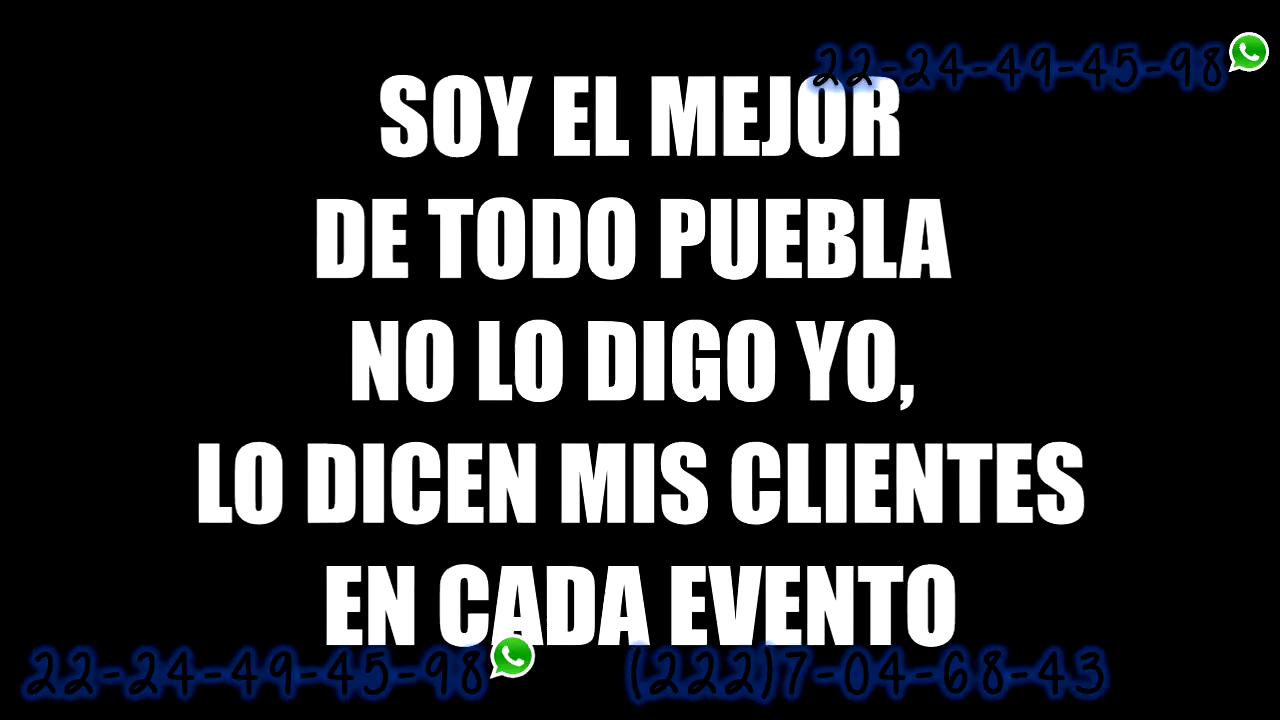 22-24-49-45-98
SOY EL MEJOR
DE TODO PUEBLA
NO LO DIGO YO,
LO DICEN MIS CLIENTES
EN CADA EVENTO
22-24-49-45-98 (222)7-04-68-43